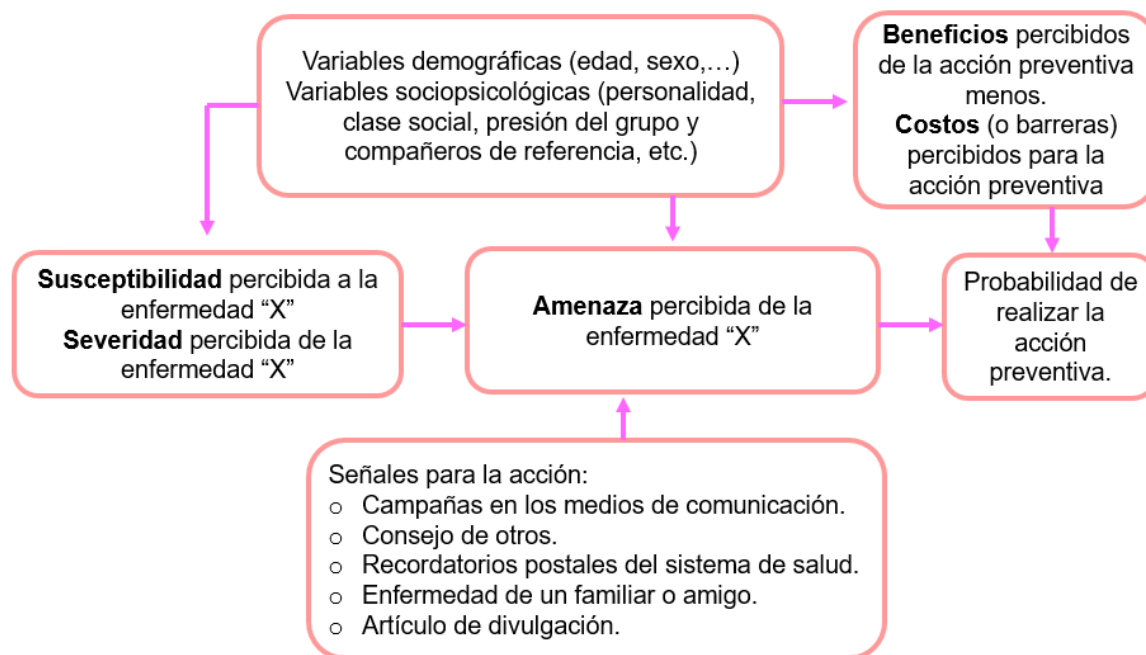 Variables demográficas (edad, sexo,…)
Variables sociopsicológicas (personalidad,
clase social, presión del grupo y
compañeros de referencia, etc.)
Beneficios percibidos
de la acción preventiva
menos.
Costos (o barreras)
percibidos para la
acción preventiva
Susceptibilidad percibida a la
enfermedad “X”
Severidad percibida de la
enfermedad “X”
Amenaza percibida de la
enfermedad “X”
Probabilidad de
realizar la
acción
preventiva.
Señales para la acción:
o Campañas en los medios de comunicación.
o Consejo de otros.
o Recordatorios postales del sistema de salud.
o Enfermedad de un familiar o amigo.
o Artículo de divulgación.